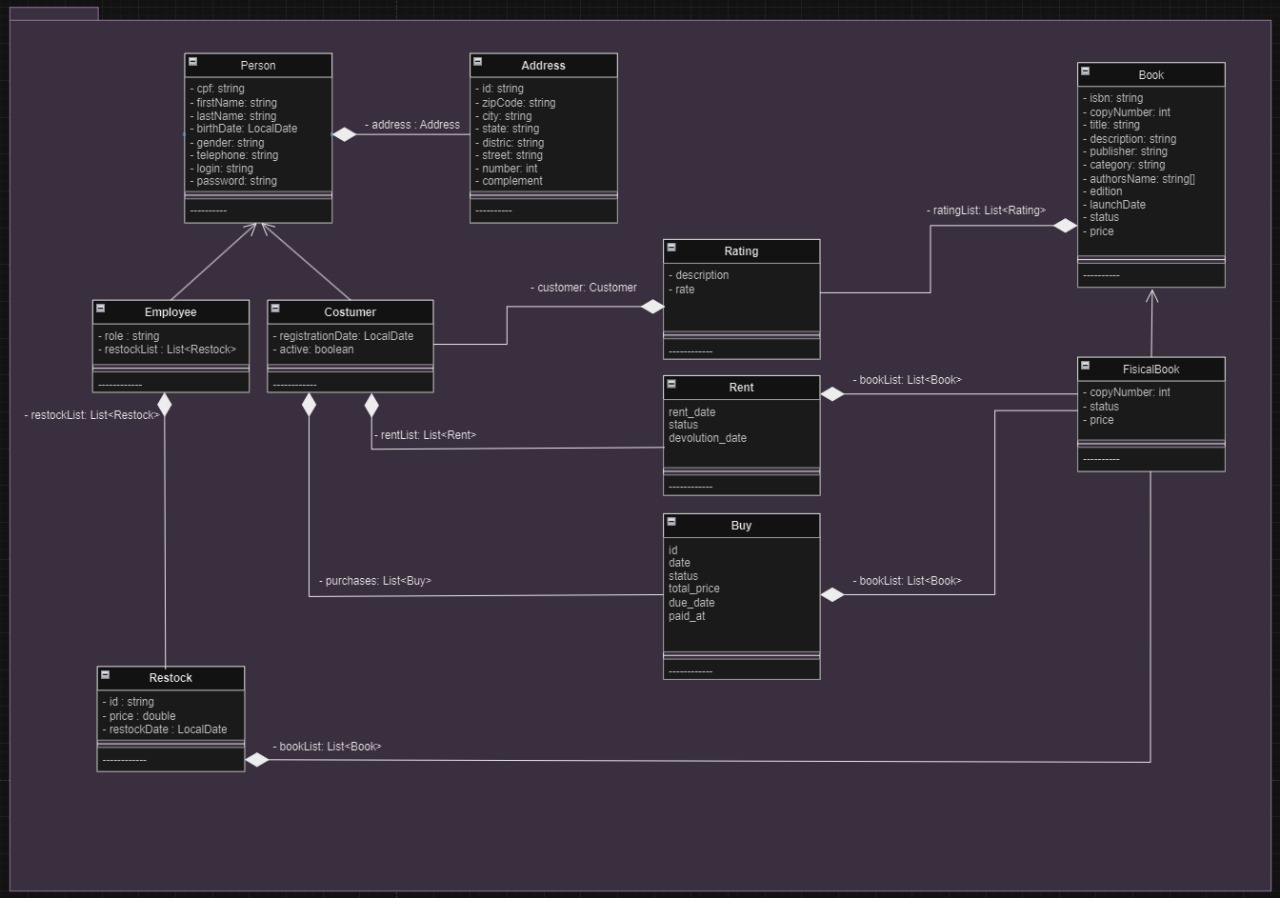 Person
- cpf: string
- firstName: string
- lastName: string
- birthDate: LocalDate
- gender: string
- telephone: string
- login: string
- password: string
----------
- address : Address
Address
- id: string
- zipCode: string
- city: string
- state: string
- distric: string
- street: string
- number: int
- complement
----------
Book
- isbn: string
- copyNumber: int
- title: string
- description: string
- publisher: string
- category: string
- authorsName: string[]
- edition
- launchDate
- status
- price
----------
- ratingList: List<Rating>
Rating
- description
- rate
------------
- customer: Customer
Employee
- role : string
- restockList : List<Restock>
------------
Costumer
- registrationDate: LocalDate
- active: boolean
------------
- restockList: List<Restock>
- rentList: List<Rent>
Rent
rent_date
status
devolution_date
------------
- bookList: List<Book>
FisicalBook
- copyNumber: int
- status
- price
----------
- purchases: List<Buy>
Buy
id
date
status
total_price
due_date
paid_at
------------
- bookList: List<Book>
Restock
- id : string
- price : double
- restockDate : LocalDate
------------
- bookList: List<Book>